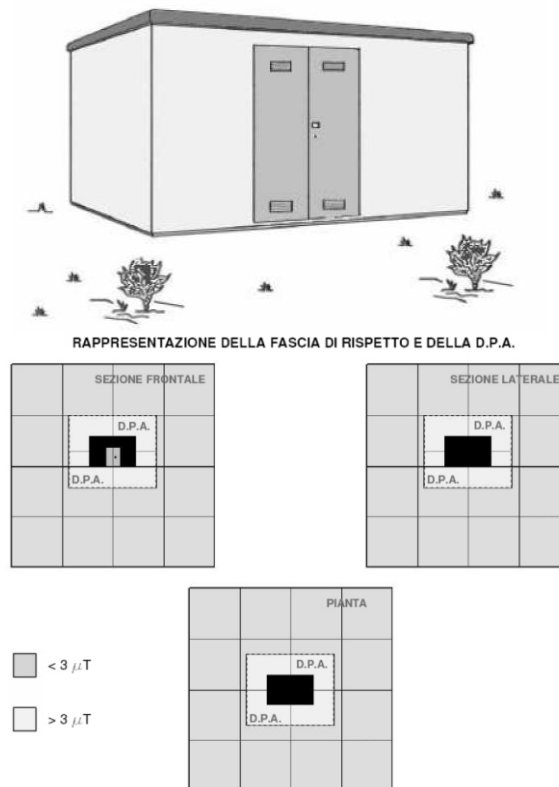 RAPPRESENTAZIONE DELLA FASCIA DI RISPETTO E DELLA D.P.A.
SEZIONE FRONTALE
D.P.A.
D.P.A.
SEZIONE LATERALE
D.P.A.
D.P.A.
PIANTA
D.P.A.
D.P.A.
< 3 μT
> 3 μT